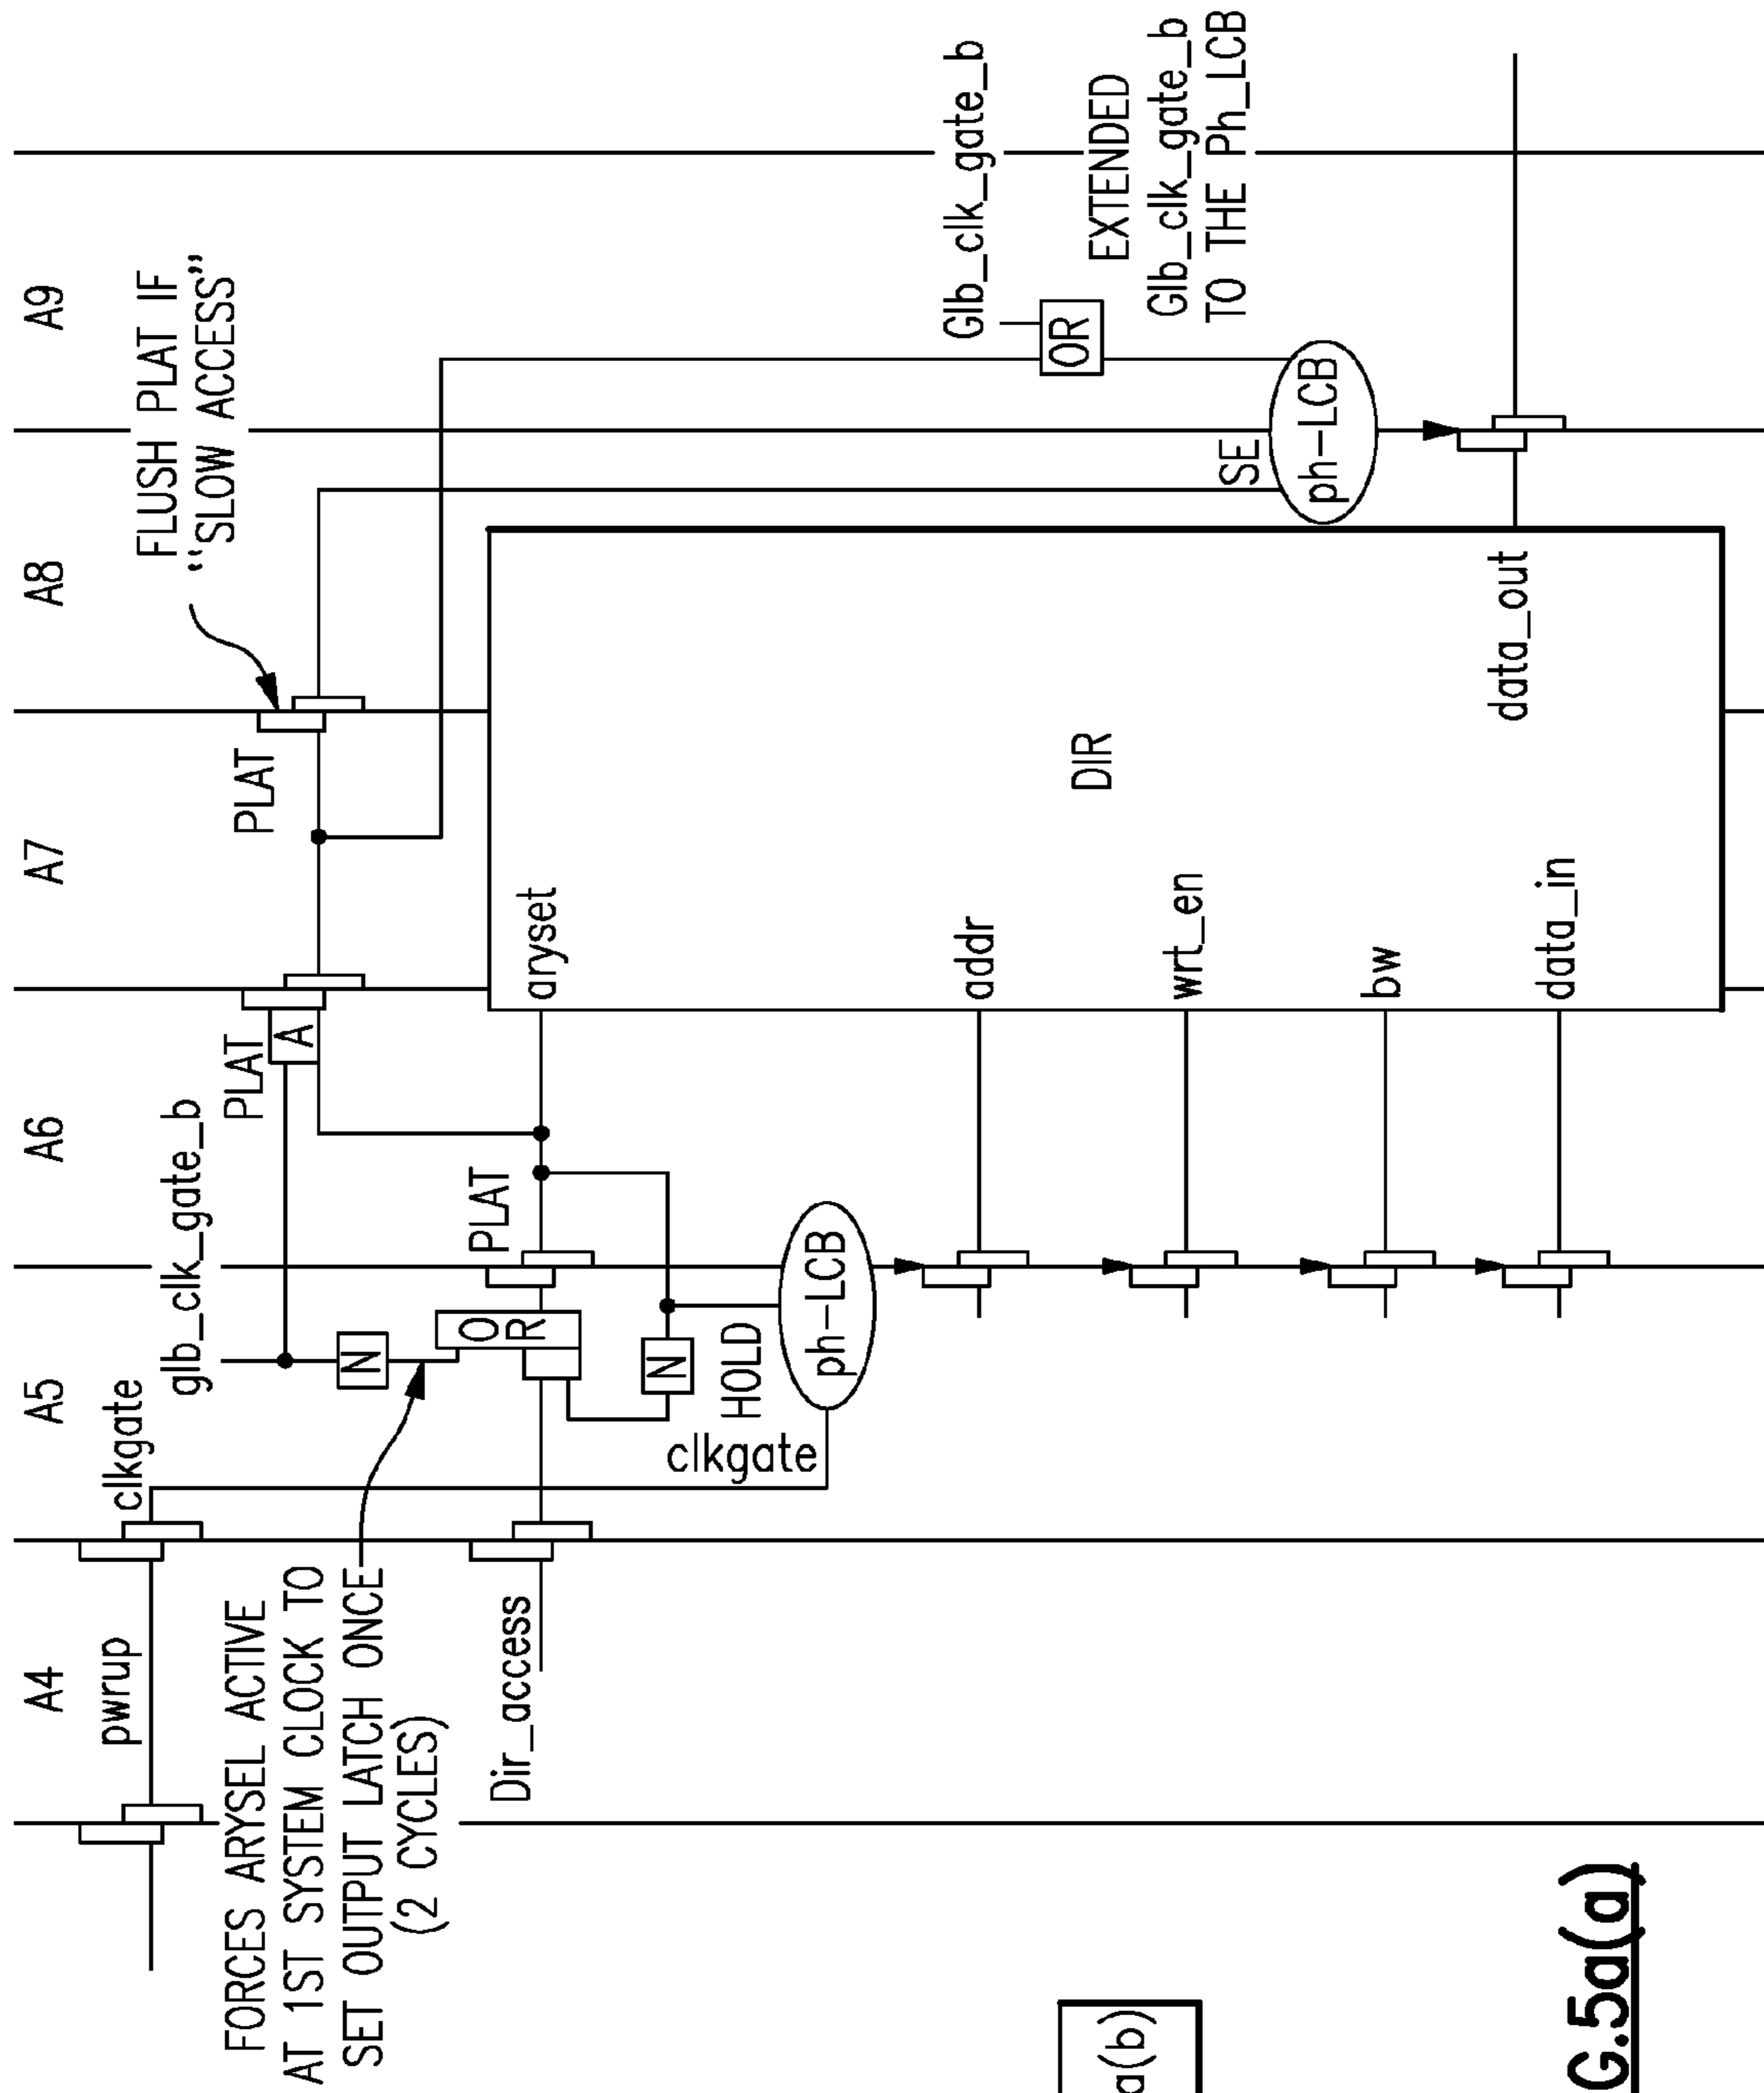 A4
A5
A6
A7
A8
A9
pwrup
clkgate
glb_clk_gate_b
FLUSH PLAT IF
“SLOW ACCESS”
FORCES ARYSEL ACTIVE
AT 1ST SYSTEM CLOCK TO
SET OUTPUT LATCH ONCE
(2 CYCLES)
PLAT
A
PLAT
N
OR
PLAT
Dir_access
N
HOLD
clkgate
ph-LCB
aryset
addr
wrt_en
bw
data_in
DIR
data_out
SE
ph-LCB
OR
Glb_clk_gate_b
EXTENDED
Glb_clk_gate_b
TO THE Ph_LCB
a(b)
G.5a(a)